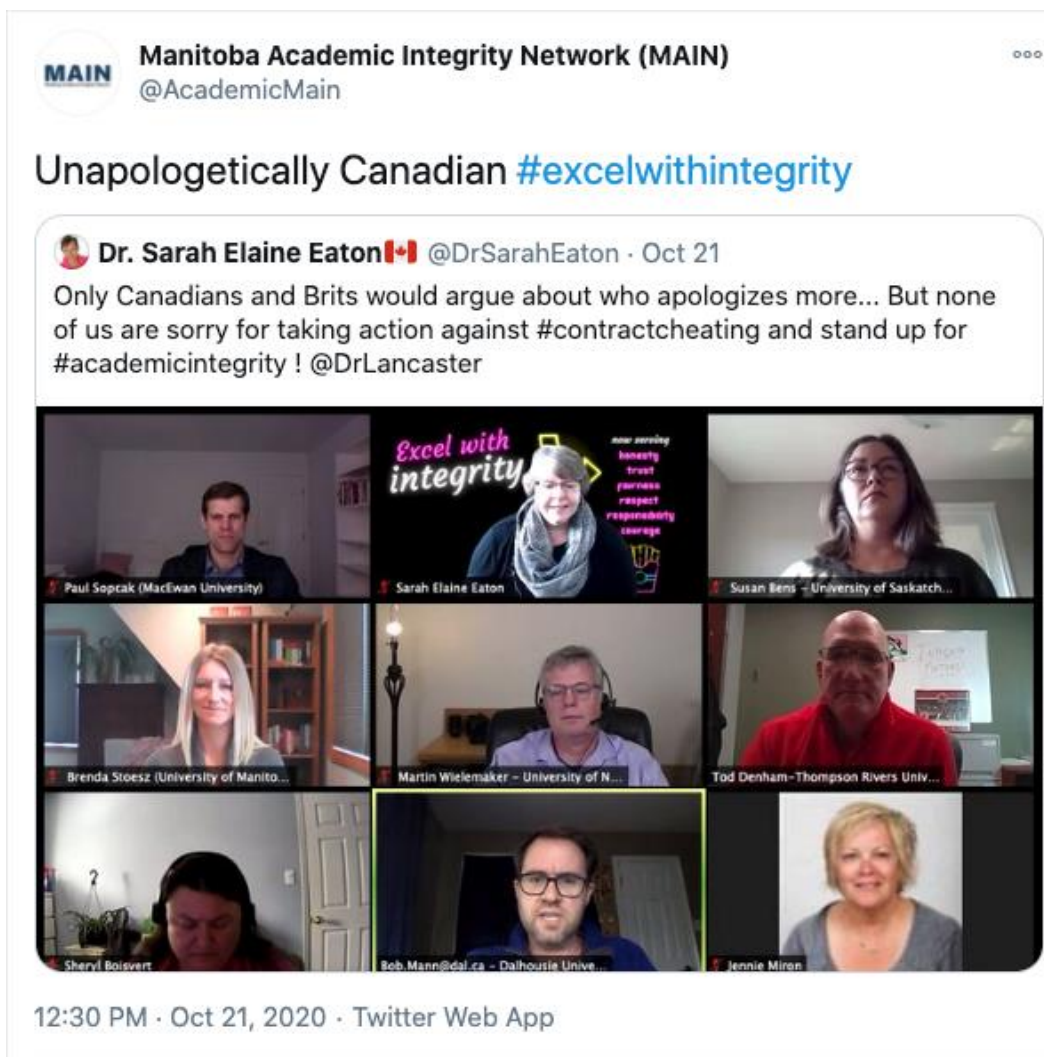 MAIN
Manitoba Academic Integrity Network (MAIN)
@AcademicMain
Unapologetically Canadian #excelwithintegrity
Dr. Sarah Elaine Eaton @DrSarahEaton · Oct 21
Only Canadians and Brits would argue about who apologizes more... But none
of us are sorry for taking action against #contractcheating and stand up for
#academicintegrity ! @DrLancaster
Excel with
integrity
now serving
honesty
trust
fairness
respect
responsibility
courage
Paul Sopcak (MacEwan University)
Sarah Elaine Eaton
Susan Bens - University of Saskatch...
Brenda Stoesz (University of Manito...
Martin Wielemaker - University of N...
Tod Denham-Thompson Rivers Univ...
Sheryl Boisvert
Bob.Mann@dal.ca - Dalhousie Unive...
Jennie Miron
12:30 PM · Oct 21, 2020 · Twitter Web App